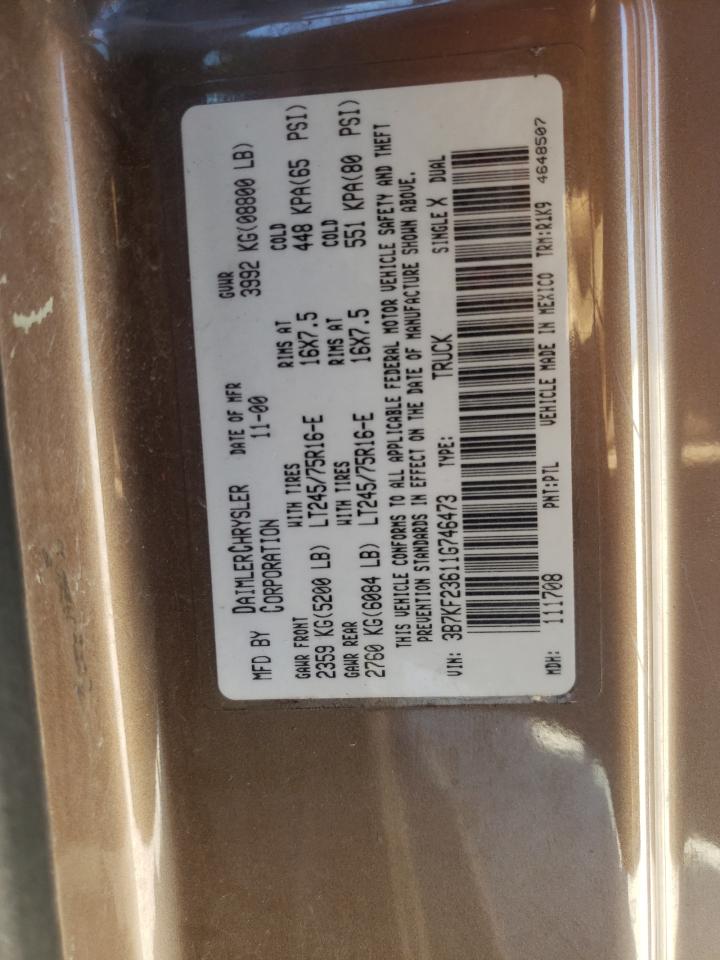 MFD BY DAIMLERCHRYSLER CORPORATION
DATE OF MFR 11-00
GVWR 3992 KG(08800 LB)
GAWR FRONT WITH TIRES RIMS AT COLD
2359 KG(5200 LB) LT245/75R16-E 16X7.5 448 KPA(65 PSI)
GAWR REAR WITH TIRES RIMS AT COLD
2760 KG(6084 LB) LT245/75R16-E 16X7.5 551 KPA(80 PSI)
THIS VEHICLE CONFORMS TO ALL APPLICABLE FEDERAL MOTOR VEHICLE SAFETY AND THEFT
PREVENTION STANDARDS IN EFFECT ON THE DATE OF MANUFACTURE SHOWN ABOVE.
VIN: 3B7KF23611G746473 TYPE: TRUCK SINGLE X DUAL
MDH: 111708 PNT:PTL VEHICLE MADE IN MEXICO TRM:R1K9 4648507